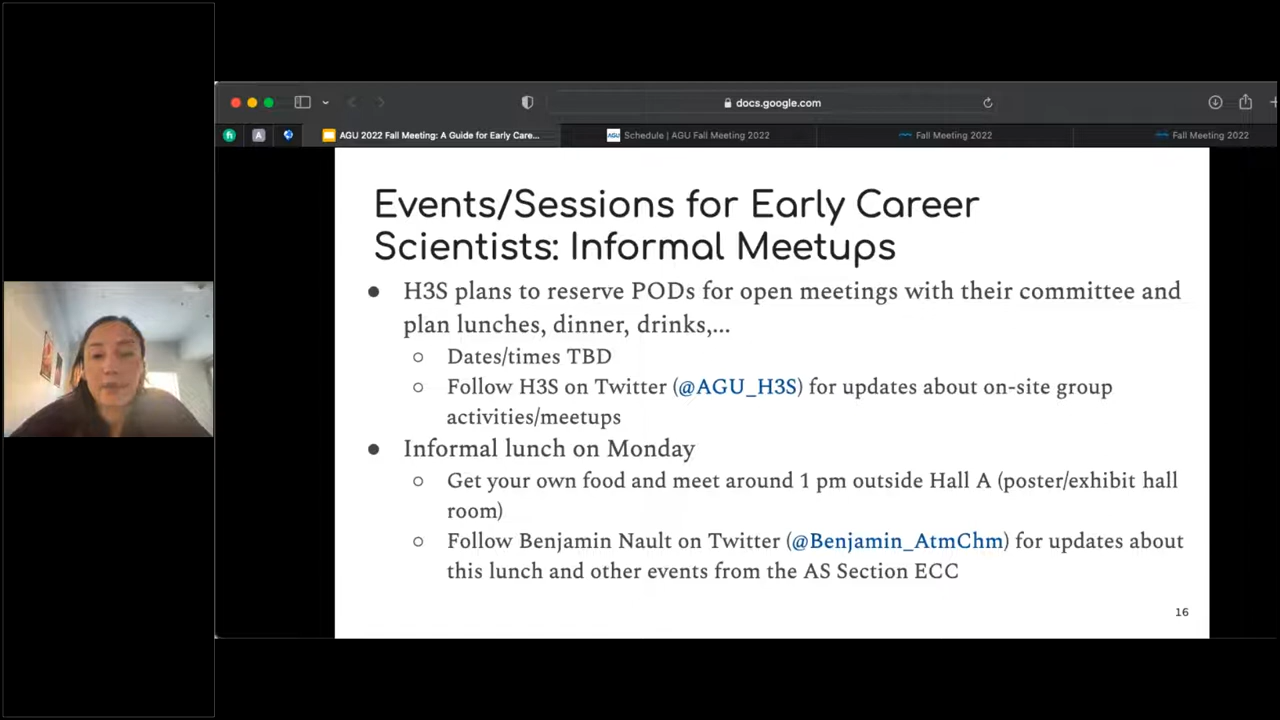 docs.google.com
AGU 2022 Fall Meeting: A Guide for Early Care...
AGU Schedule | AGU Fall Meeting 2022
Fall Meeting 2022
Fall Meeting 2022
Events/Sessions for Early Career
Scientists: Informal Meetups
● H3S plans to reserve PODs for open meetings with their committee and
plan lunches, dinner, drinks,...
○ Dates/times TBD
○ Follow H3S on Twitter (@AGU_H3S) for updates about on-site group
activities/meetups
● Informal lunch on Monday
○ Get your own food and meet around 1 pm outside Hall A (poster/exhibit hall
room)
○ Follow Benjamin Nault on Twitter (@Benjamin_AtmChm) for updates about
this lunch and other events from the AS Section ECC
16